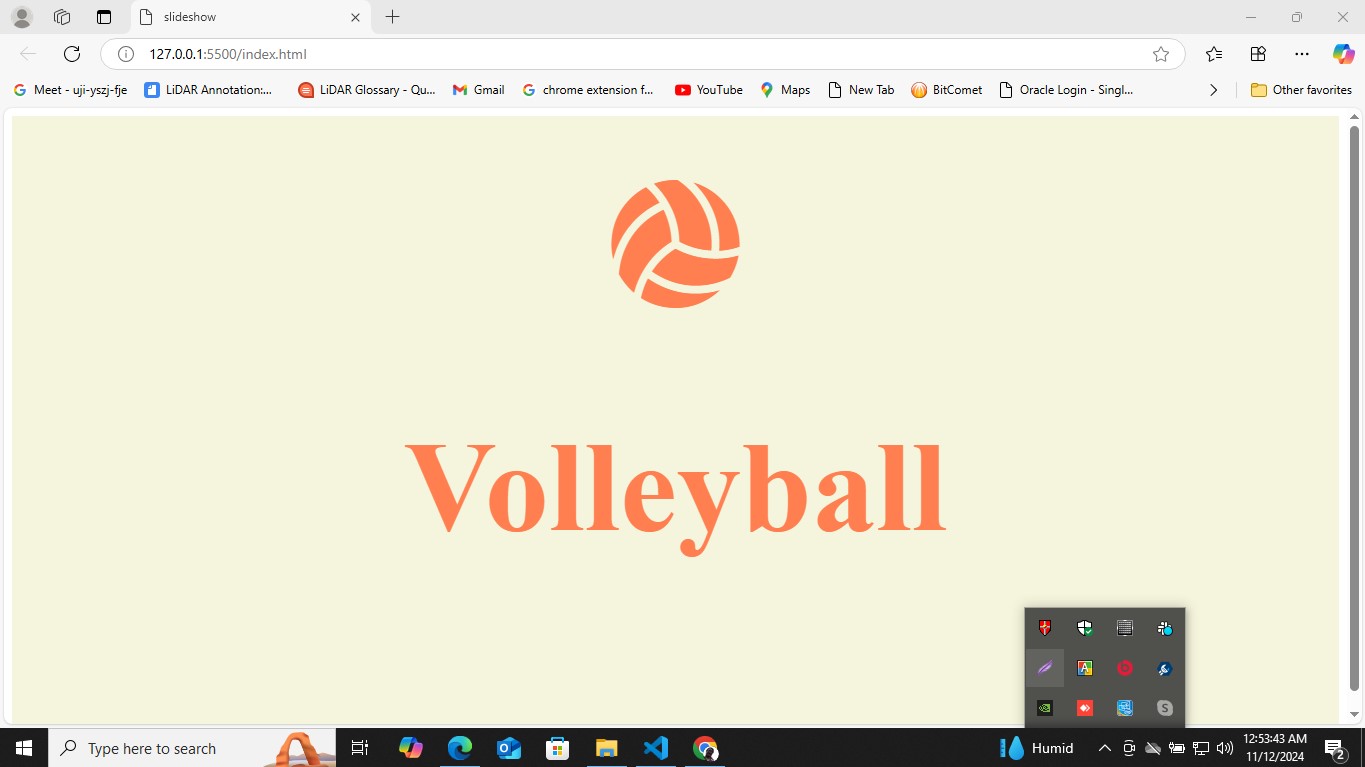 slideshow
127.0.0.1:5500/index.html
Meet - uji-yszj-fje LiDAR Annotation:... LiDAR Glossary - Qu... Gmail chrome extension f... YouTube Maps New Tab BitComet Oracle Login - Singl... Other favorites
Volleyball
Type here to search
Humid
12:53:43 AM
11/12/2024
2